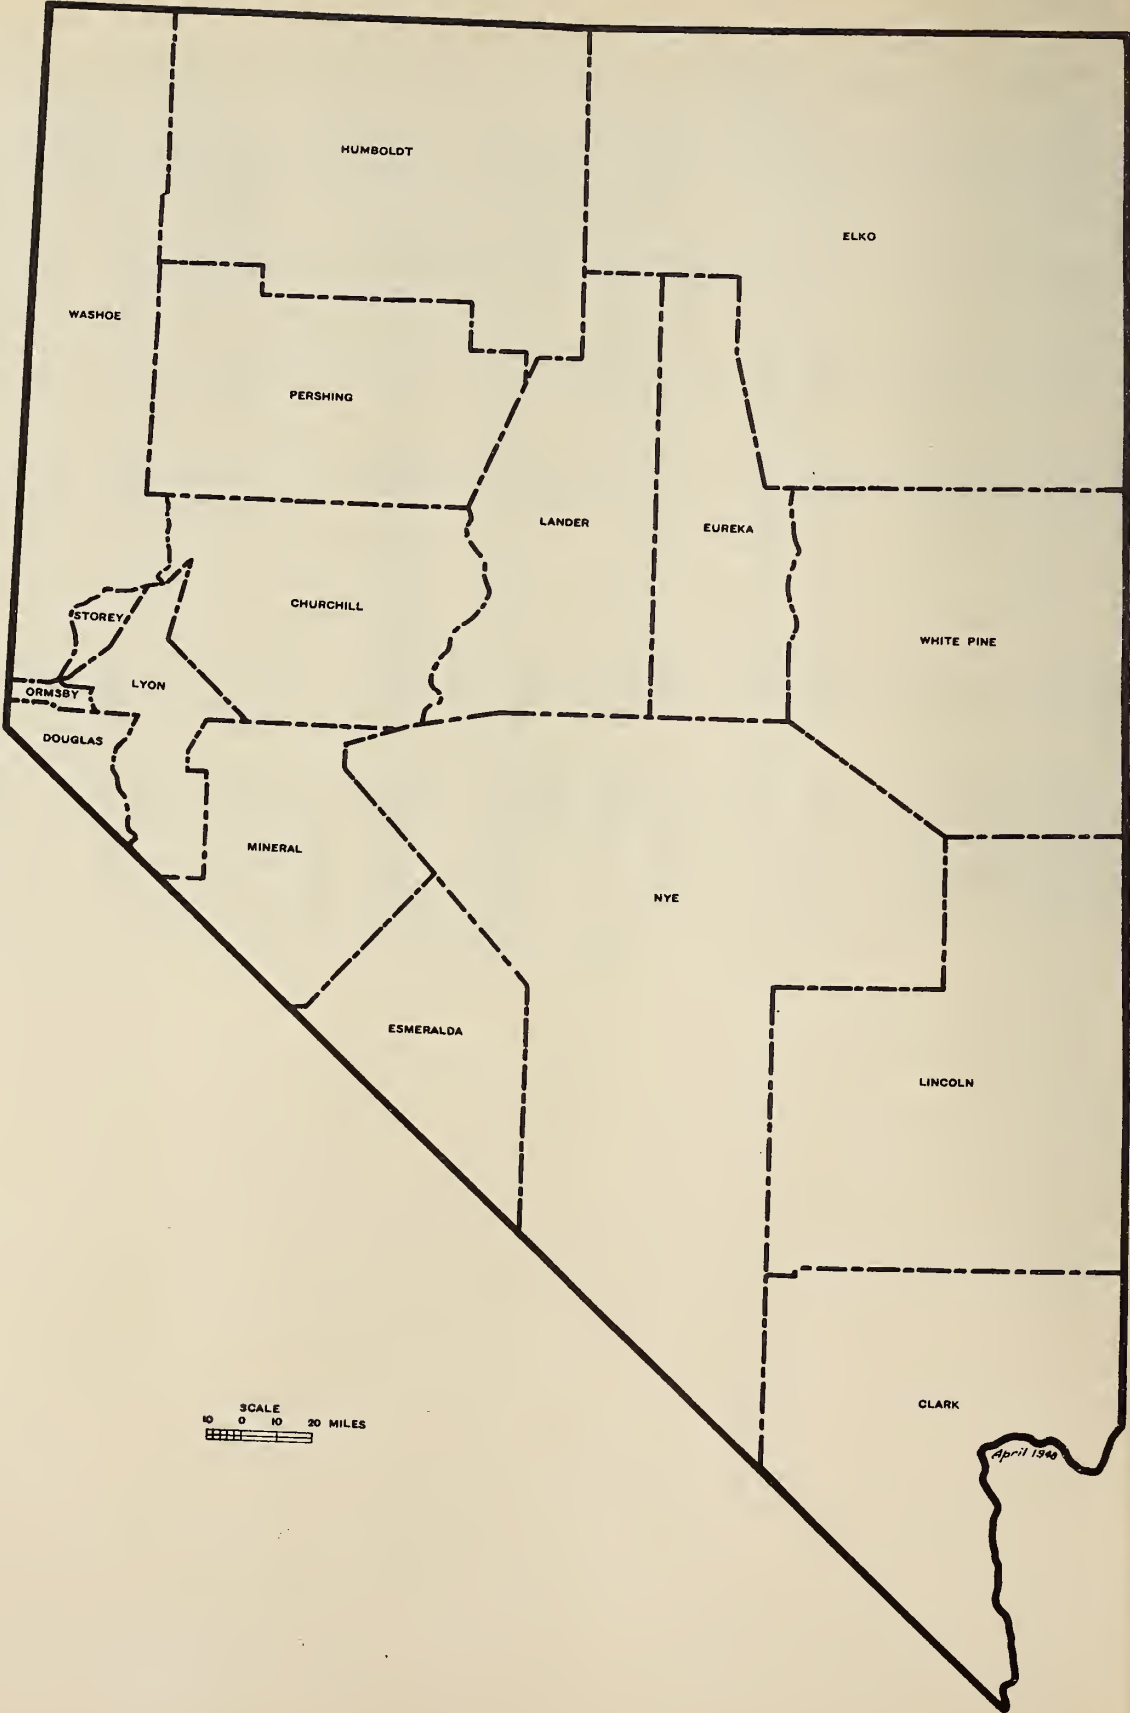 HUMBOLDT
ELKO
WASHOE
PERSHING
LANDER
EUREKA
CHURCHILL
STOREY
WHITE PINE
LYON
ORMSBY
DOUGLAS
MINERAL
NYE
ESMERALDA
LINCOLN
CLARK
SCALE
10 0 10 20 MILES
April 1940